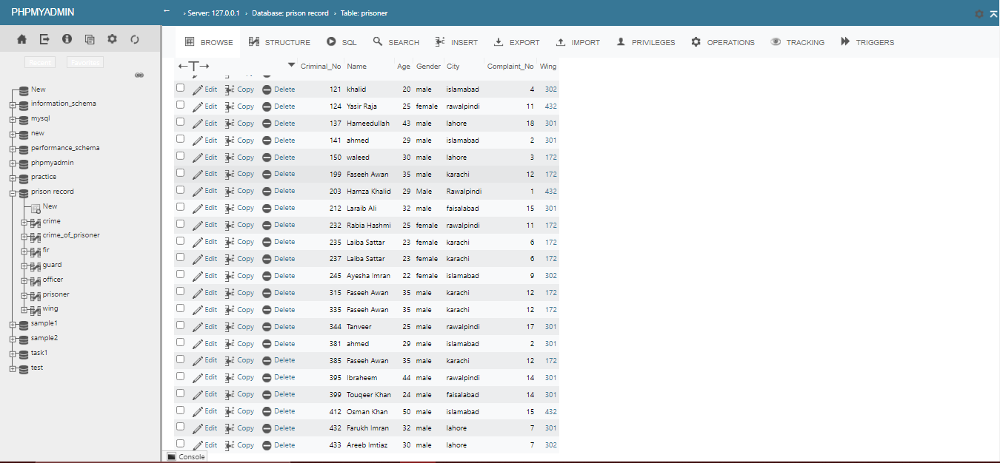 PHPMYADMIN
Recent Favorites
New
information_schema
mysql
new
performance_schema
phpmyadmin
practice
prison record
New
crime
crime_of_prisoner
fir
guard
officer
prisoner
wing
sample1
sample2
task1
test
← › Server: 127.0.0.1 › Database: prison record › Table: prisoner
BROWSE STRUCTURE SQL SEARCH INSERT EXPORT IMPORT PRIVILEGES OPERATIONS TRACKING TRIGGERS
←T→ ▼ Criminal_No Name Age Gender City Complaint_No Wing
Edit Copy Delete 121 khalid 20 male islamabad 4 302
Edit Copy Delete 124 Yasir Raja 25 female rawalpindi 11 432
Edit Copy Delete 137 Hameedullah 43 male lahore 18 301
Edit Copy Delete 141 ahmed 29 male islamabad 2 301
Edit Copy Delete 150 waleed 30 male lahore 3 172
Edit Copy Delete 199 Faseeh Awan 35 male karachi 12 172
Edit Copy Delete 203 Hamza Khalid 29 Male Rawalpindi 1 432
Edit Copy Delete 212 Laraib Ali 32 male faisalabad 15 301
Edit Copy Delete 232 Rabia Hashmi 25 female rawalpindi 11 172
Edit Copy Delete 235 Laiba Sattar 23 female karachi 6 172
Edit Copy Delete 237 Laiba Sattar 23 female karachi 6 172
Edit Copy Delete 245 Ayesha Imran 22 female islamabad 9 302
Edit Copy Delete 315 Faseeh Awan 35 male karachi 12 172
Edit Copy Delete 335 Faseeh Awan 35 male karachi 12 172
Edit Copy Delete 344 Tanveer 25 male rawalpindi 17 301
Edit Copy Delete 381 ahmed 29 male islamabad 2 301
Edit Copy Delete 385 Faseeh Awan 35 male karachi 12 172
Edit Copy Delete 395 Ibraheem 44 male rawalpindi 14 301
Edit Copy Delete 399 Touqeer Khan 24 male faisalabad 14 301
Edit Copy Delete 412 Osman Khan 50 male islamabad 15 432
Edit Copy Delete 432 Farukh Imran 32 male lahore 7 301
Edit Copy Delete 433 Areeb Imtiaz 30 male lahore 7 302
Console